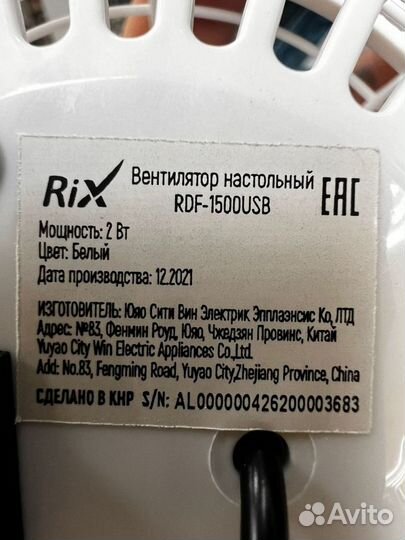 RiX
Вентилятор настольный
RDF-1500USB
EAC
Мощность: 2 Вт
Цвет: Белый
Дата производства: 12.2021
ИЗГОТОВИТЕЛЬ: Юяо Сити Вин Электрик Эпплаэнсис Ко, ЛТД
Адрес: №83, Фенмин Роуд, Юяо, Чжедзян Провинс, Китай
Yuyao City Win Electric Appliances Co.,Ltd.
Add: No.83, Fengming Road, Yuyao City,Zhejiang Province, China
СДЕЛАНО В КНР S/N: AL000000426200003683
Avito